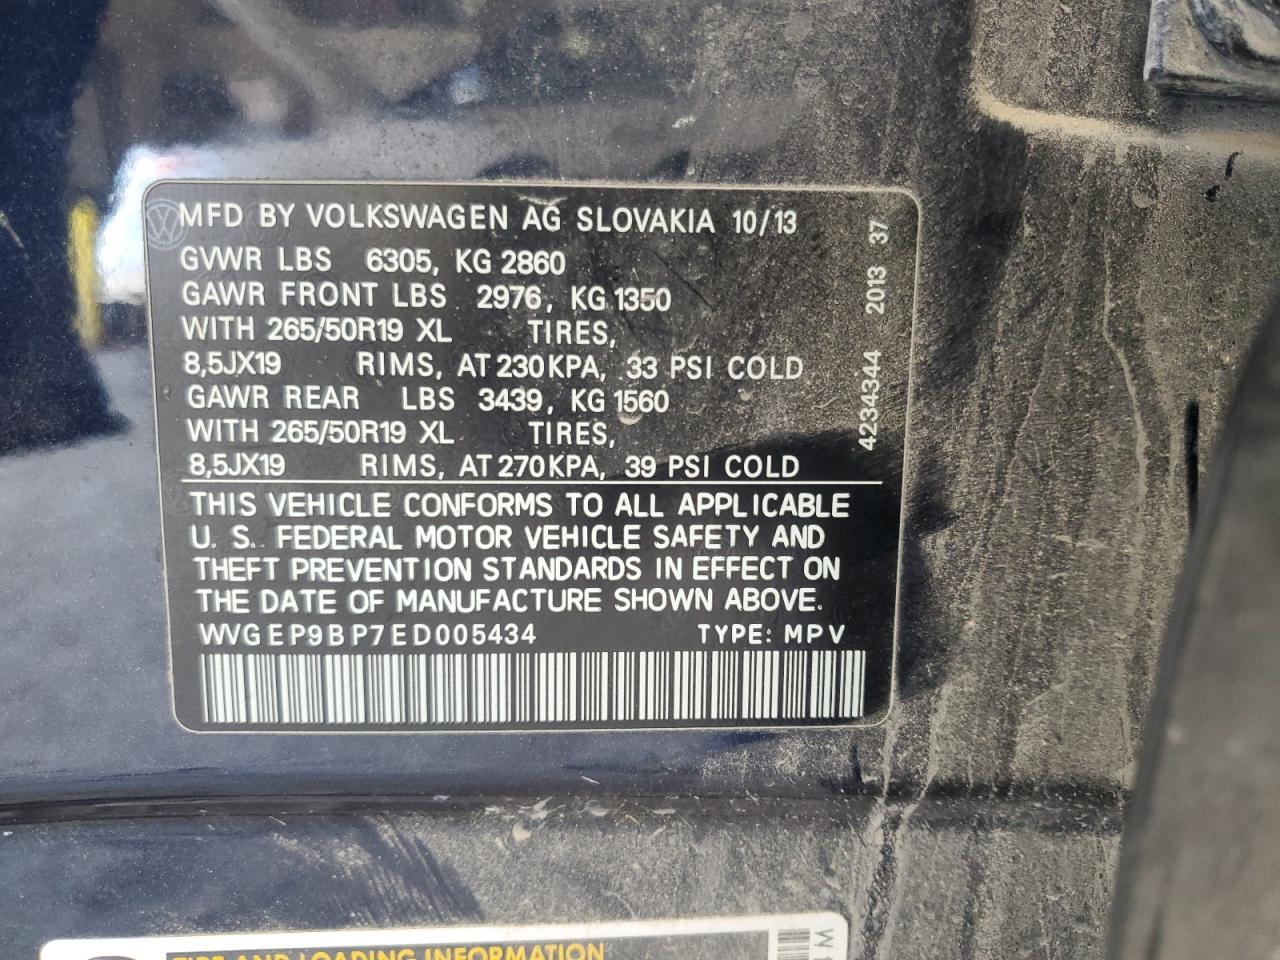 MFD BY VOLKSWAGEN AG SLOVAKIA 10/13
GVWR LBS 6305, KG 2860
GAWR FRONT LBS 2976, KG 1350
WITH 265/50R19 XL TIRES,
8,5JX19 RIMS, AT 230KPA, 33 PSI COLD
GAWR REAR LBS 3439, KG 1560
WITH 265/50R19 XL TIRES,
8,5JX19 RIMS, AT 270KPA, 39 PSI COLD
4234344 2013 37
THIS VEHICLE CONFORMS TO ALL APPLICABLE
U. S. FEDERAL MOTOR VEHICLE SAFETY AND
THEFT PREVENTION STANDARDS IN EFFECT ON
THE DATE OF MANUFACTURE SHOWN ABOVE.
WVGEP9BP7ED005434 TYPE: MPV
TIRE AND LOADING INFORMATION